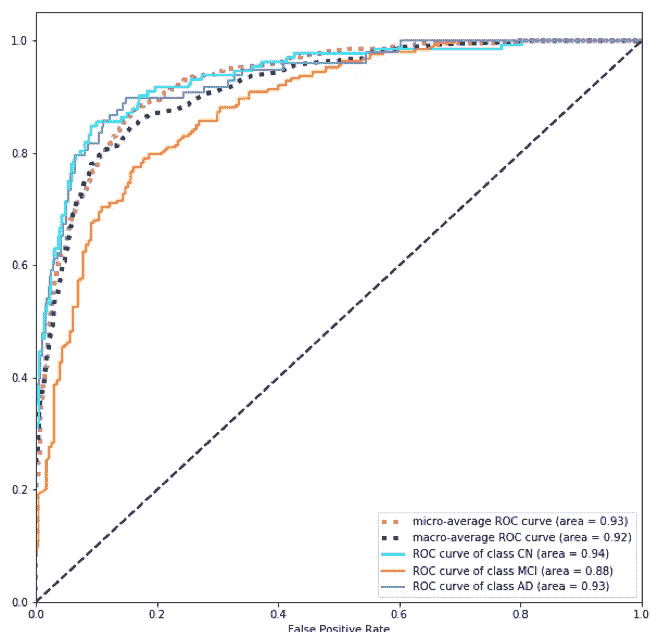 1.0
0.8
0.6
0.4
0.2
0.0
0.0 0.2 0.4 0.6 0.8 1.0
False Positive Rate
micro-average ROC curve (area = 0.93)
macro-average ROC curve (area = 0.92)
ROC curve of class CN (area = 0.94)
ROC curve of class MCI (area = 0.88)
ROC curve of class AD (area = 0.93)